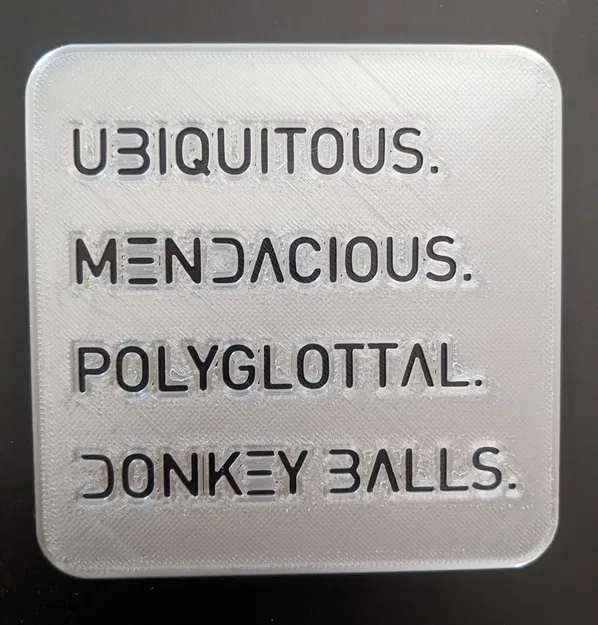 UBIQUITOUS.
MENDACIOUS.
POLYGLOTTAL.
DONKEY BALLS.